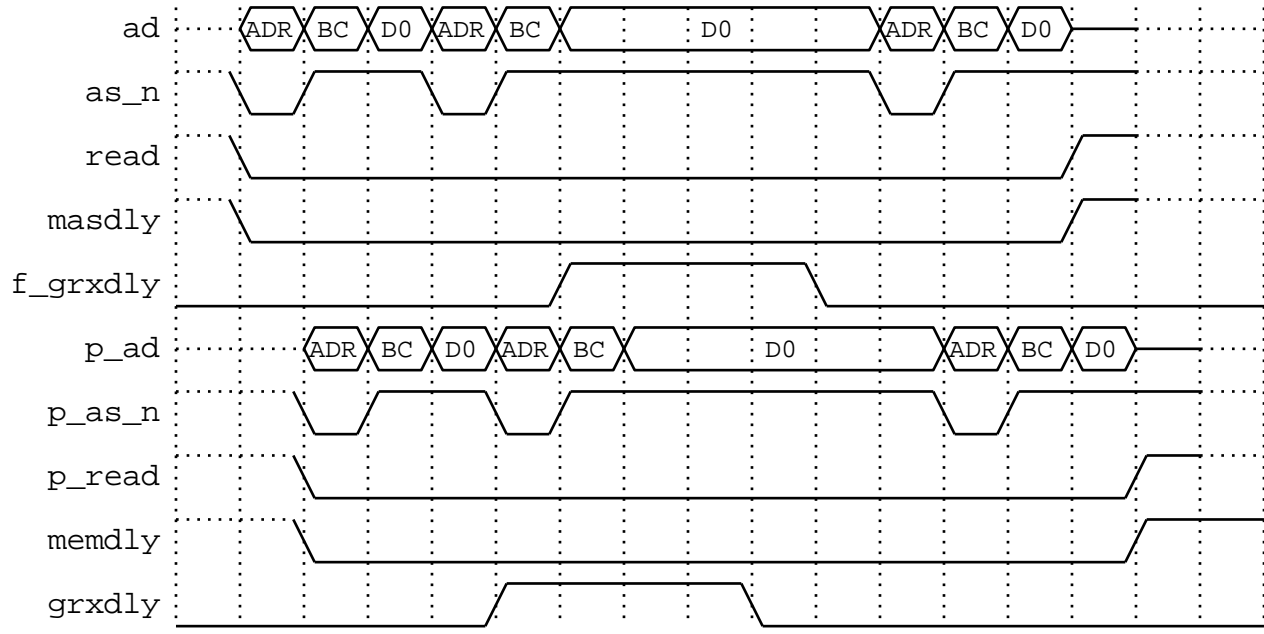 ad ADR BC D0 ADR BC D0 ADR BC D0
as_n
read
masdly
f_grxdly
p_ad ADR BC D0 ADR BC D0 ADR BC D0
p_as_n
p_read
memdly
grxdly